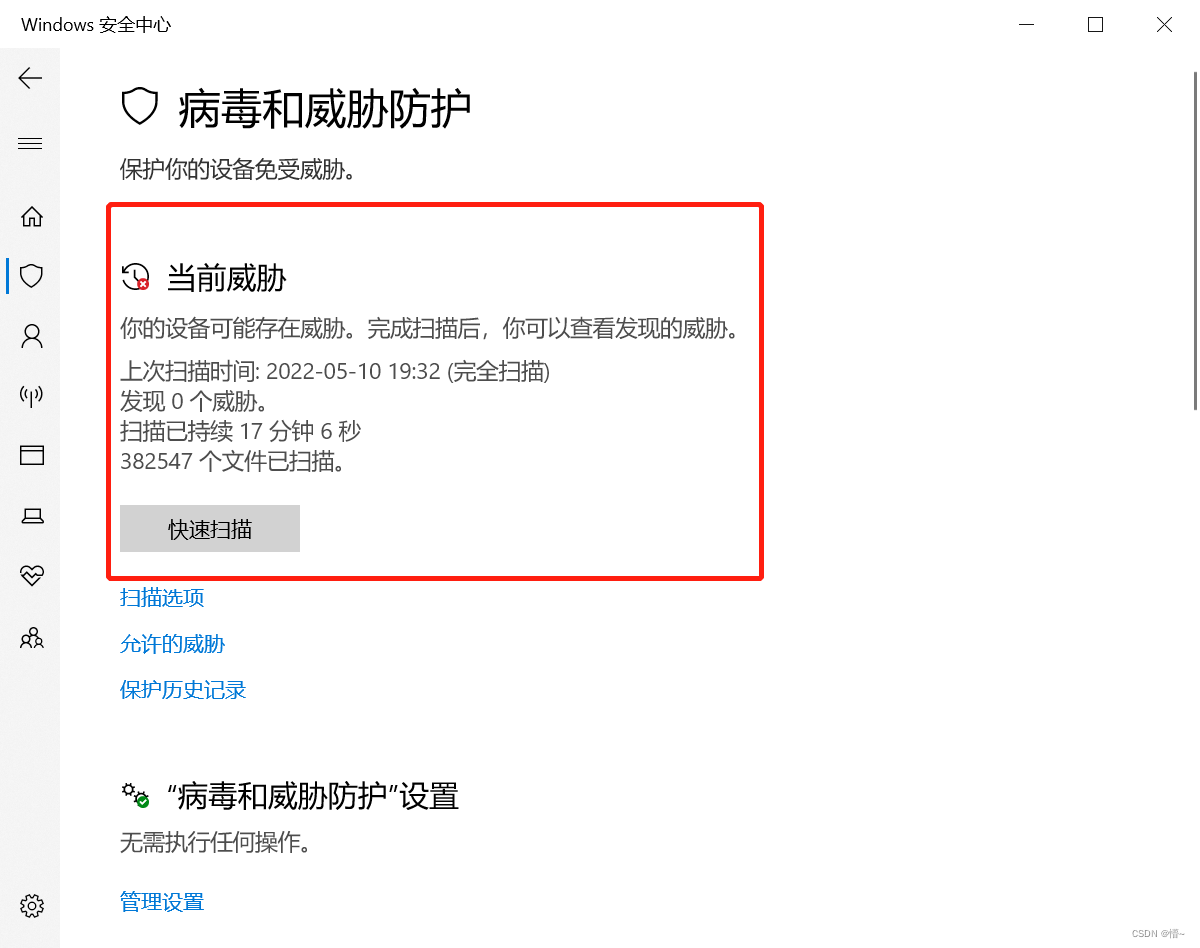 Windows 安全中心
病毒和威胁防护
保护你的设备免受威胁。
当前威胁
你的设备可能存在威胁。完成扫描后，你可以查看发现的威胁。
上次扫描时间: 2022-05-10 19:32 (完全扫描)
发现 0 个威胁。
扫描已持续 17 分钟 6 秒
382547 个文件已扫描。
快速扫描
扫描选项
允许的威胁
保护历史记录
“病毒和威胁防护”设置
无需执行任何操作。
管理设置
CSDN @懵~